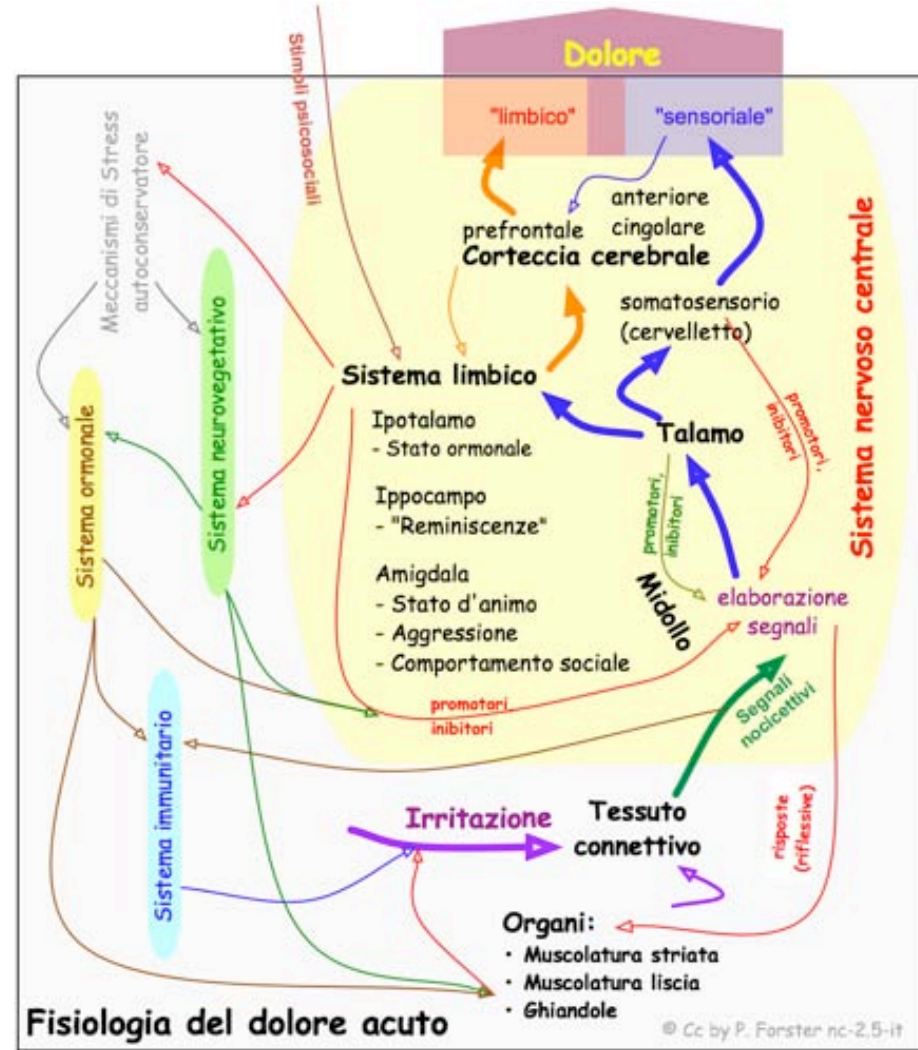 Dolore
"limbico"
"sensoriale"
Stimoli psicosociali
Meccanismi di Stress
autoconservatore
anteriore
cingolare
prefrontale
Corteccia cerebrale
somatosensorio
(cervelletto)
Sistema nervoso centrale
Sistema limbico
Ipotalamo
- Stato ormonale
Ippocampo
- "Reminiscenze"
Amigdala
- Stato d'animo
- Aggressione
- Comportamento sociale
Talamo
promotori,
inibitori
promotori,
inibitori
Midollo
elaborazione
segnali
Sistema ormonale
Sistema neurovegetativo
promotori,
inibitori
Segnali
nocicettivi
Sistema immunitario
Irritazione
Tessuto
connettivo
risposte
(riflessive)
Organi:
• Muscolatura striata
• Muscolatura liscia
• Ghiandole
Fisiologia del dolore acuto
© Cc by P. Forster nc-2.5-it